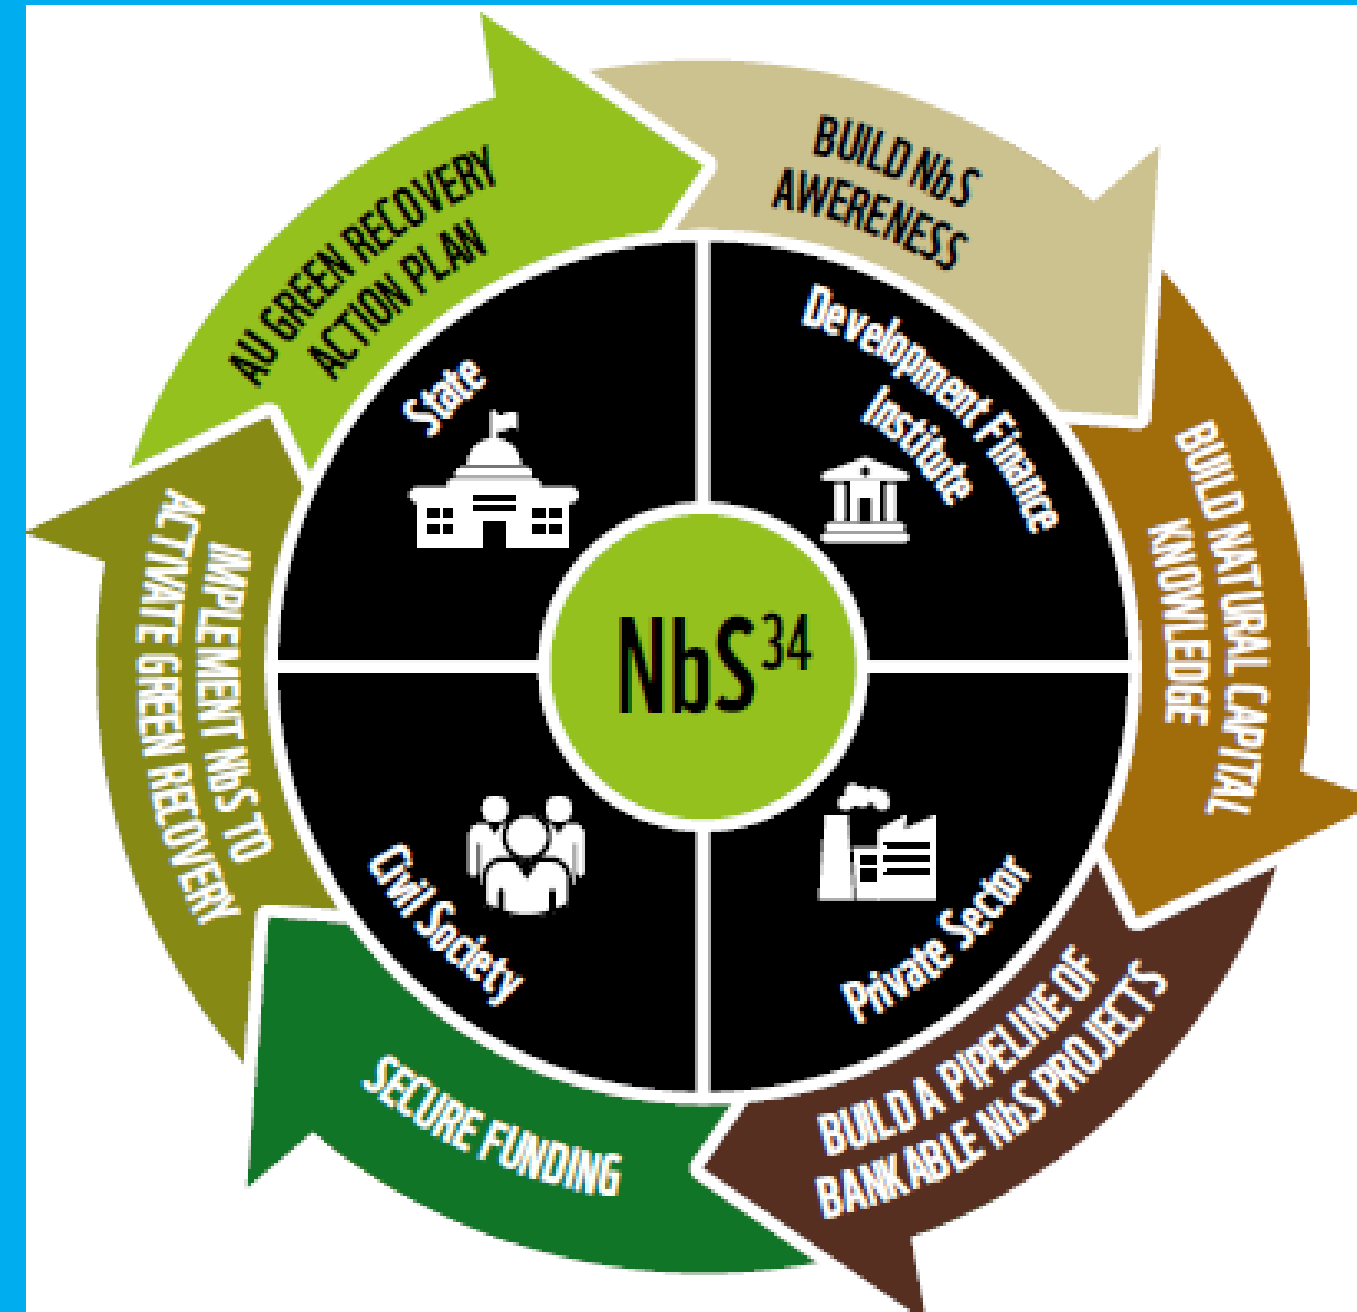 AU GREEN RECOVERY
ACTION PLAN
BUILD NbS
AWERENESS
BUILD NATURAL CAPITAL
KNOWLEDGE
BUILD A PIPELINE OF
BANKABLE NbS PROJECTS
SECURE FUNDING
IMPLEMENT NbS TO
ACTIVATE GREEN RECOVERY
State
Development Finance
Institute
Private Sector
Civil Society
NbS³⁴